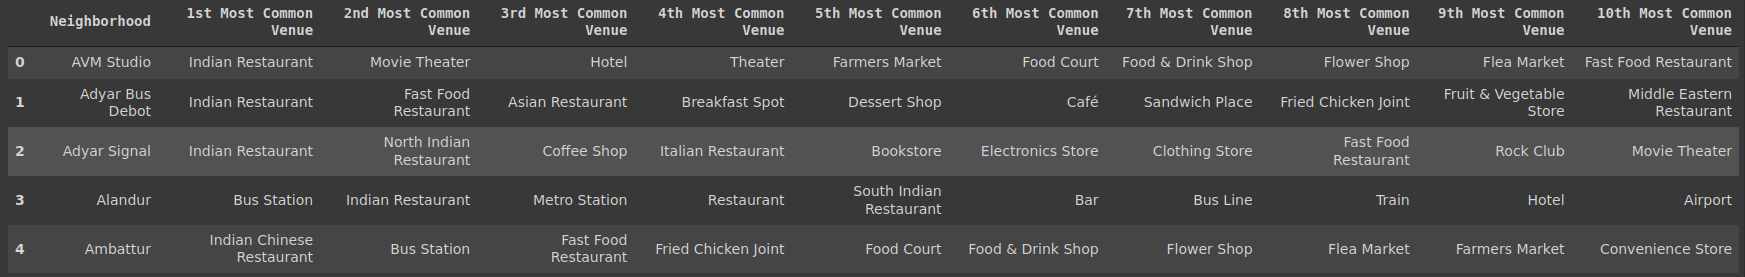 Neighborhood 1st Most Common Venue 2nd Most Common Venue 3rd Most Common Venue 4th Most Common Venue 5th Most Common Venue 6th Most Common Venue 7th Most Common Venue 8th Most Common Venue 9th Most Common Venue 10th Most Common Venue
0 AVM Studio Indian Restaurant Movie Theater Hotel Theater Farmers Market Food Court Food & Drink Shop Flower Shop Flea Market Fast Food Restaurant
1 Adyar Bus Debot Indian Restaurant Fast Food Restaurant Asian Restaurant Breakfast Spot Dessert Shop Café Sandwich Place Fried Chicken Joint Fruit & Vegetable Store Middle Eastern Restaurant
2 Adyar Signal Indian Restaurant North Indian Restaurant Coffee Shop Italian Restaurant Bookstore Electronics Store Clothing Store Fast Food Restaurant Rock Club Movie Theater
3 Alandur Bus Station Indian Restaurant Metro Station Restaurant South Indian Restaurant Bar Bus Line Train Hotel Airport
4 Ambattur Indian Chinese Restaurant Bus Station Fast Food Restaurant Fried Chicken Joint Food Court Food & Drink Shop Flower Shop Flea Market Farmers Market Convenience Store